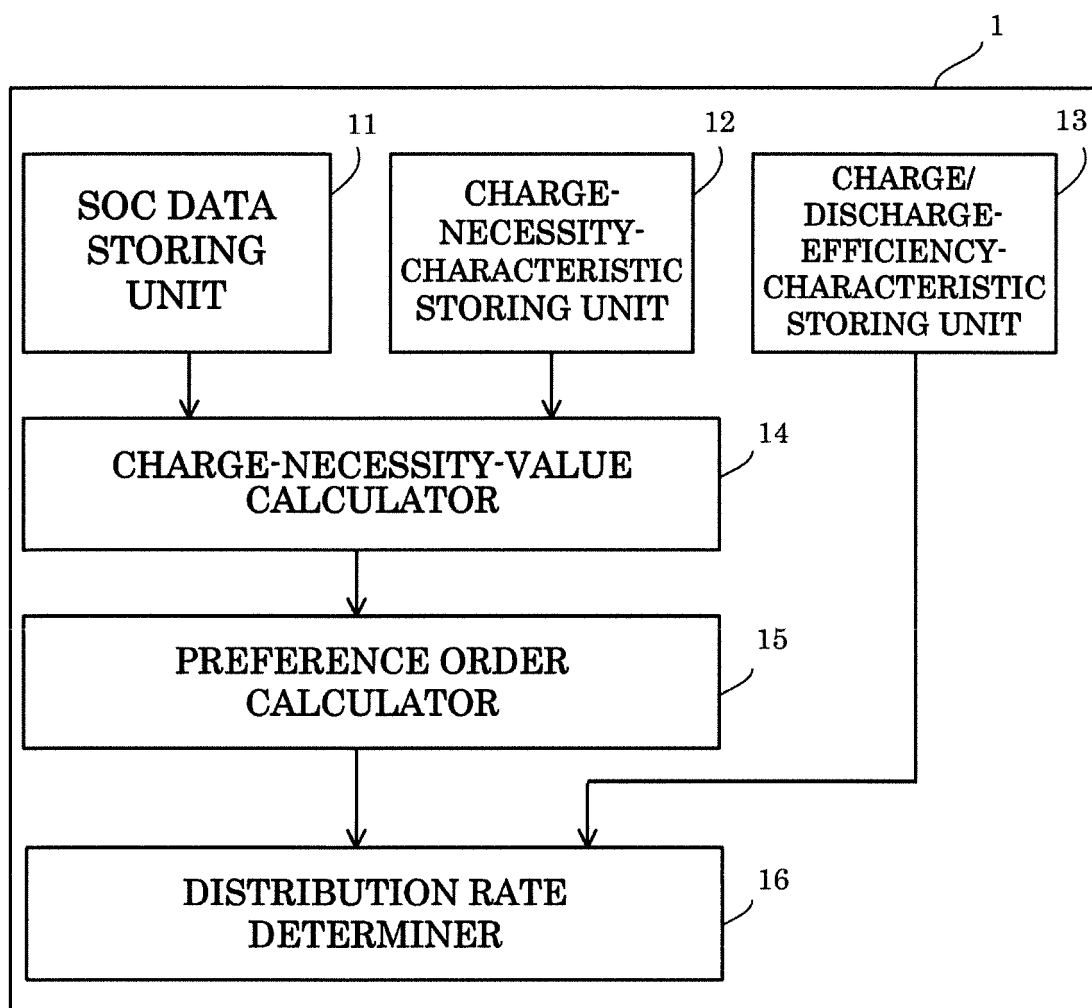 1
11
SOC DATA
STORING
UNIT
12
CHARGE-
NECESSITY-
CHARACTERISTIC
STORING UNIT
13
CHARGE/
DISCHARGE-
EFFICIENCY-
CHARACTERISTIC
STORING UNIT
14
CHARGE-NECESSITY-VALUE
CALCULATOR
15
PREFERENCE ORDER
CALCULATOR
16
DISTRIBUTION RATE
DETERMINER